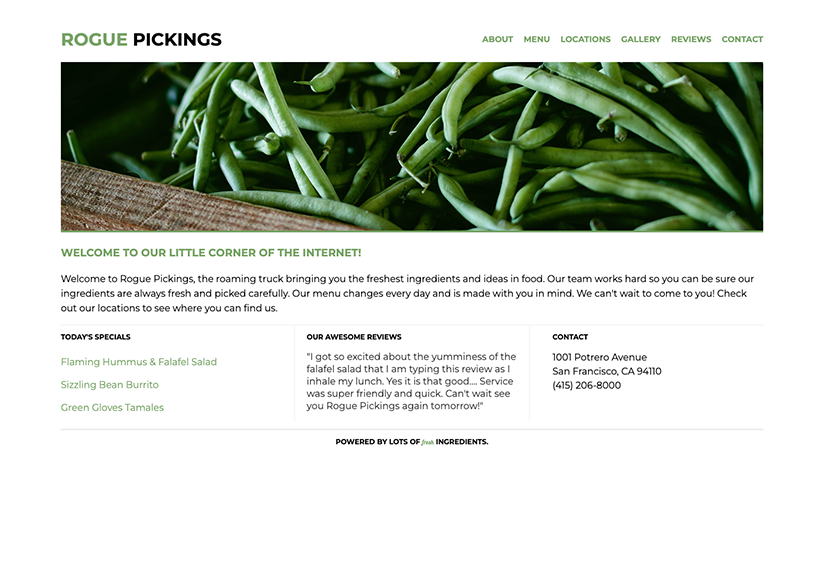 ROGUE PICKINGS
ABOUT MENU LOCATIONS GALLERY REVIEWS CONTACT
WELCOME TO OUR LITTLE CORNER OF THE INTERNET!
Welcome to Rogue Pickings, the roaming truck bringing you the freshest ingredients and ideas in food. Our team works hard so you can be sure our
ingredients are always fresh and picked carefully. Our menu changes every day and is made with you in mind. We can't wait to come to you! Check
out our locations to see where you can find us.
TODAY'S SPECIALS
Flaming Hummus & Falafel Salad
Sizzling Bean Burrito
Green Gloves Tamales
OUR AWESOME REVIEWS
"I got so excited about the yumminess of the
falafel salad that I am typing this review as I
inhale my lunch. Yes it is that good.... Service
was super friendly and quick. Can't wait see
you Rogue Pickings again tomorrow!"
CONTACT
1001 Potrero Avenue
San Francisco, CA 94110
(415) 206-8000
POWERED BY LOTS OF fresh INGREDIENTS.